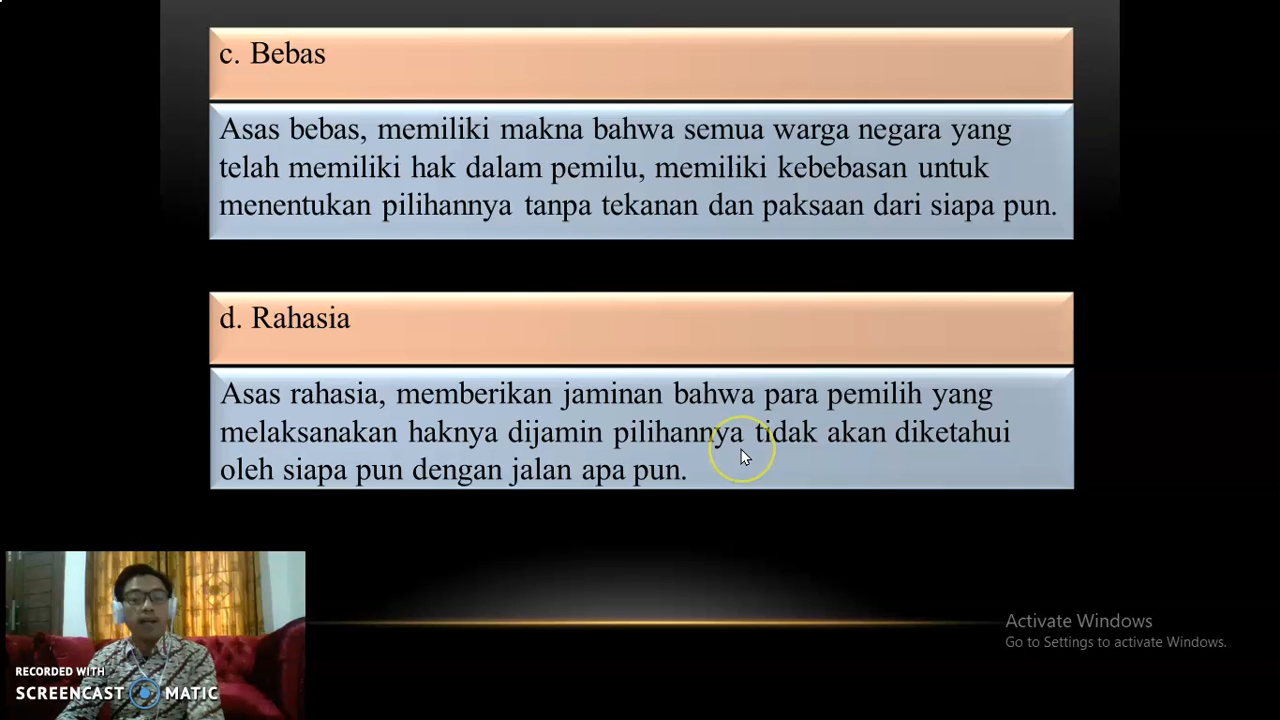 c. Bebas
Asas bebas, memiliki makna bahwa semua warga negara yang
telah memiliki hak dalam pemilu, memiliki kebebasan untuk
menentukan pilihannya tanpa tekanan dan paksaan dari siapa pun.
d. Rahasia
Asas rahasia, memberikan jaminan bahwa para pemilih yang
melaksanakan haknya dijamin pilihannya tidak akan diketahui
oleh siapa pun dengan jalan apa pun.
Activate Windows
Go to Settings to activate Windows.
RECORDED WITH
SCREENCAST MATIC